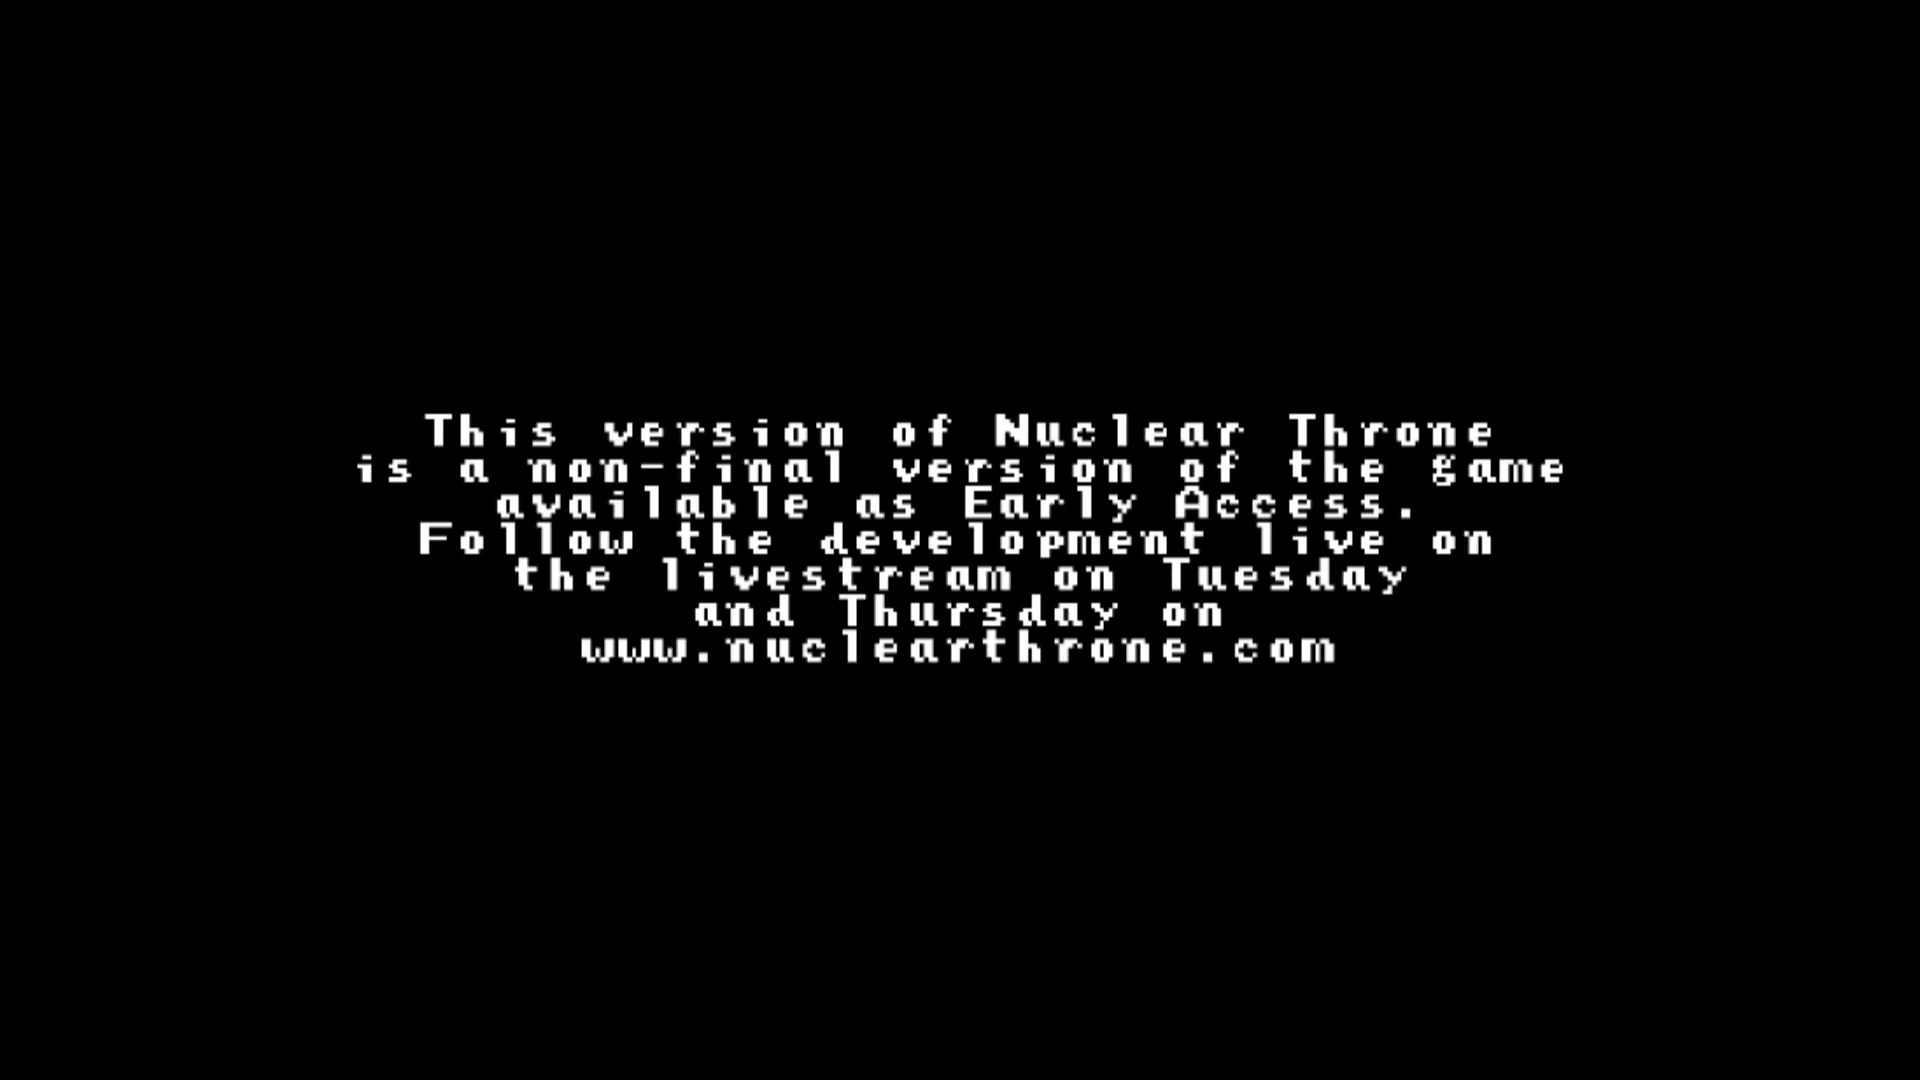 This version of Nuclear Throne
is a non-final version of the game
available as Early Access.
Follow the development live on
the livestream on Tuesday
and Thursday on
www.nuclearthrone.com